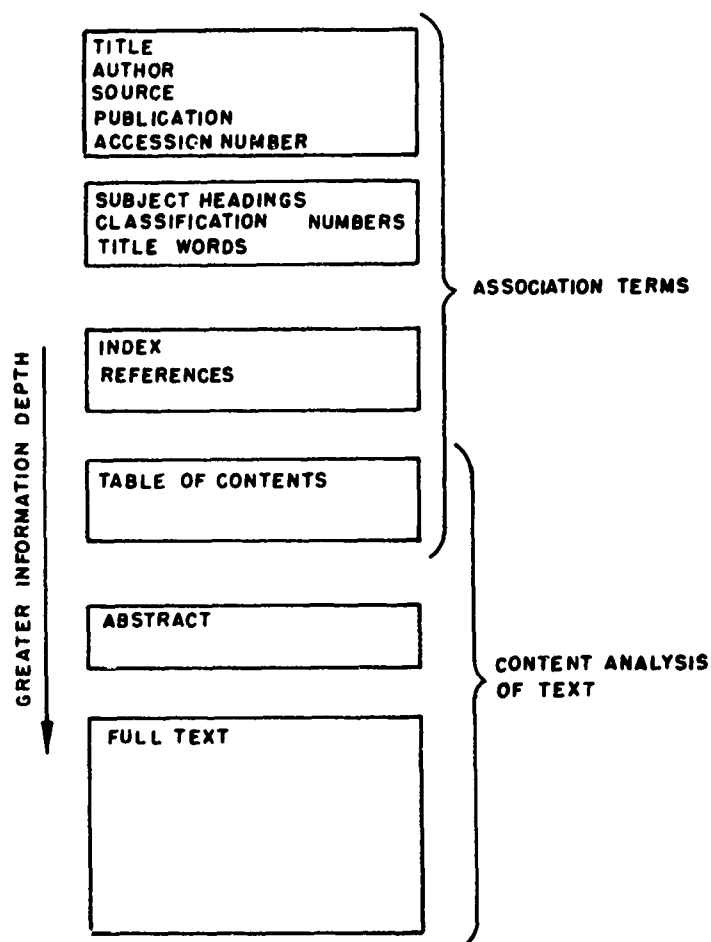 TITLE
AUTHOR
SOURCE
PUBLICATION
ACCESSION NUMBER
SUBJECT HEADINGS
CLASSIFICATION NUMBERS
TITLE WORDS
ASSOCIATION TERMS
INDEX
REFERENCES
GREATER INFORMATION DEPTH
TABLE OF CONTENTS
ABSTRACT
CONTENT ANALYSIS
OF TEXT
FULL TEXT